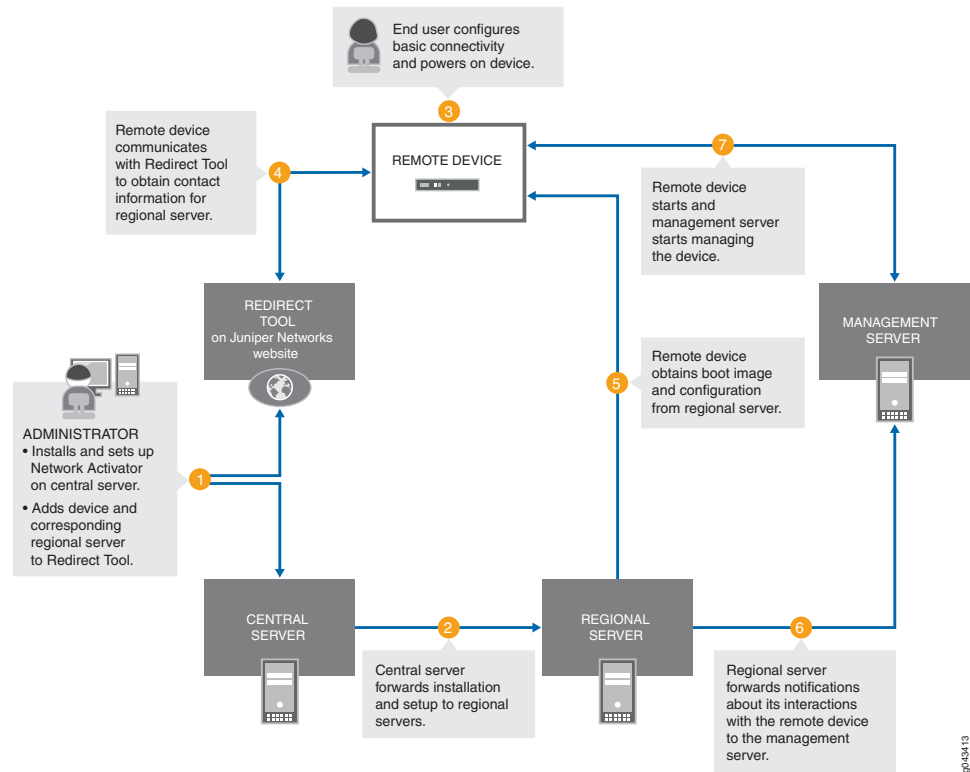 End user configures
basic connectivity
and powers on device.
3
Remote device
communicates
with Redirect Tool
to obtain contact
information for
regional server.
4
REMOTE DEVICE
7
Remote device
starts and
management server
starts managing
the device.
REDIRECT
TOOL
on Juniper Networks
website
MANAGEMENT
SERVER
5
Remote device
obtains boot image
and configuration
from regional server.
ADMINISTRATOR
• Installs and sets up
Network Activator
on central server.
• Adds device and
corresponding
regional server
to Redirect Tool.
1
CENTRAL
SERVER
2
Central server
forwards installation
and setup to regional
servers.
REGIONAL
SERVER
6
Regional server
forwards notifications
about its interactions
with the remote device
to the management
server.
g043413